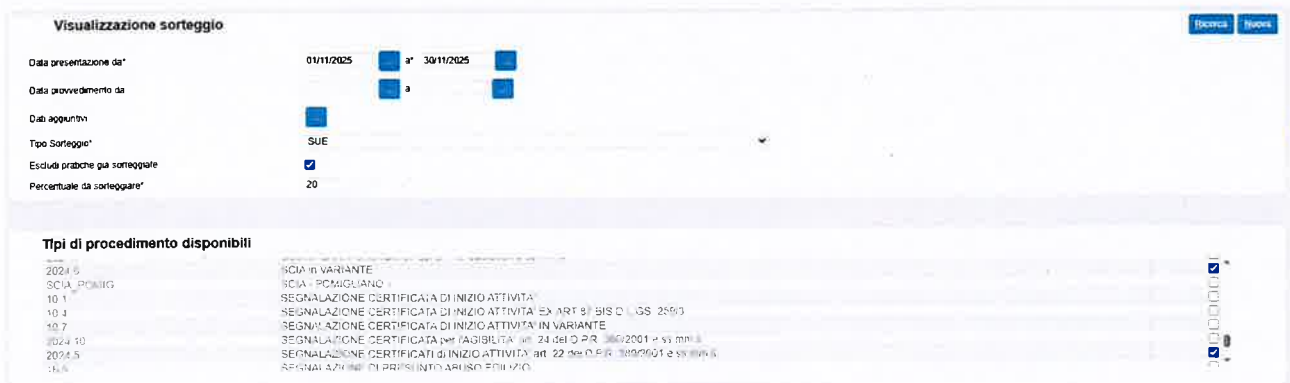 Visualizzazione sorteggio
Ricerca Nuova
Data presentazione da* 01/11/2025 ... a* 30/11/2025 ...
Data provvedimento da ... a ...
Dati aggiuntivi ...
Tipo Sorteggio* SUE
Escludi pratiche già sorteggiate
Percentuale da sorteggiare* 20
Tipi di procedimento disponibili
2024.6 SCIA in VARIANTE
SCIA_POMIG SCIA - POMIGLIANO
10.1 SEGNALAZIONE CERTIFICATA DI INIZIO ATTIVITA'
10.4 SEGNALAZIONE CERTIFICATA DI INIZIO ATTIVITA' EX ART 87 BIS D.LGS. 259/3
10.7 SEGNALAZIONE CERTIFICATA DI INIZIO ATTIVITA' IN VARIANTE
2024.10 SEGNALAZIONE CERTIFICATA per l'AGIBILITA' art. 24 del D.P.R. 380/2001 e ss.mm.ii.
2024.5 SEGNALAZIONE CERTIFICATI di INIZIO ATTIVITA' art. 22 del D.P.R. 380/2001 e ss.mm.ii.
SEGNALAZIONE DI PRESUNTO ABUSO EDILIZIO